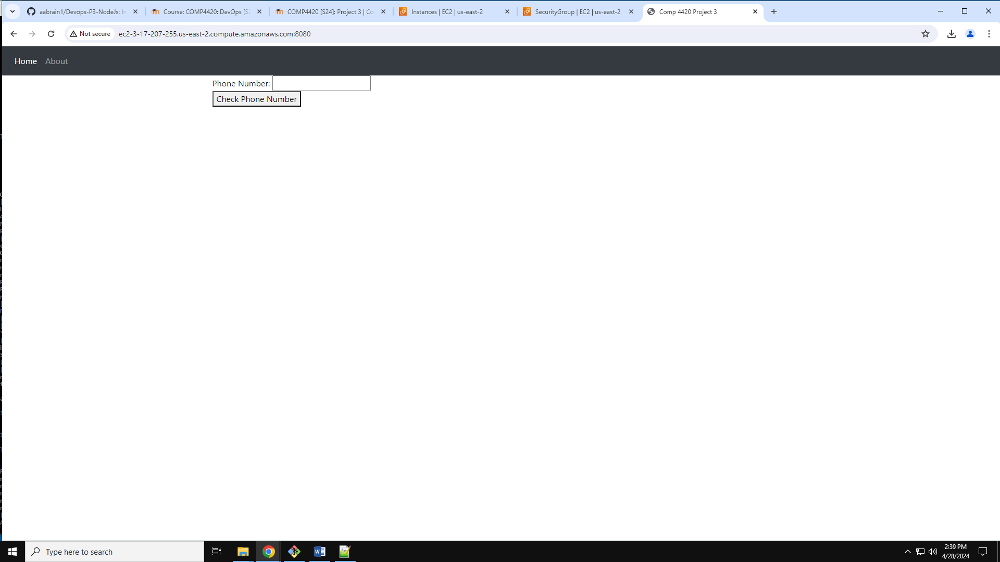 aabrain1/Devops-P3-NodeJs: In
Course: COMP4420: DevOps [S2
COMP4420 [S24]: Project 3 | Co
Instances | EC2 | us-east-2
SecurityGroup | EC2 | us-east-2
Comp 4420 Project 3
Not secure
ec2-3-17-207-255.us-east-2.compute.amazonaws.com:8080
Home About
Phone Number:
Check Phone Number
Type here to search
2:39 PM
4/28/2024